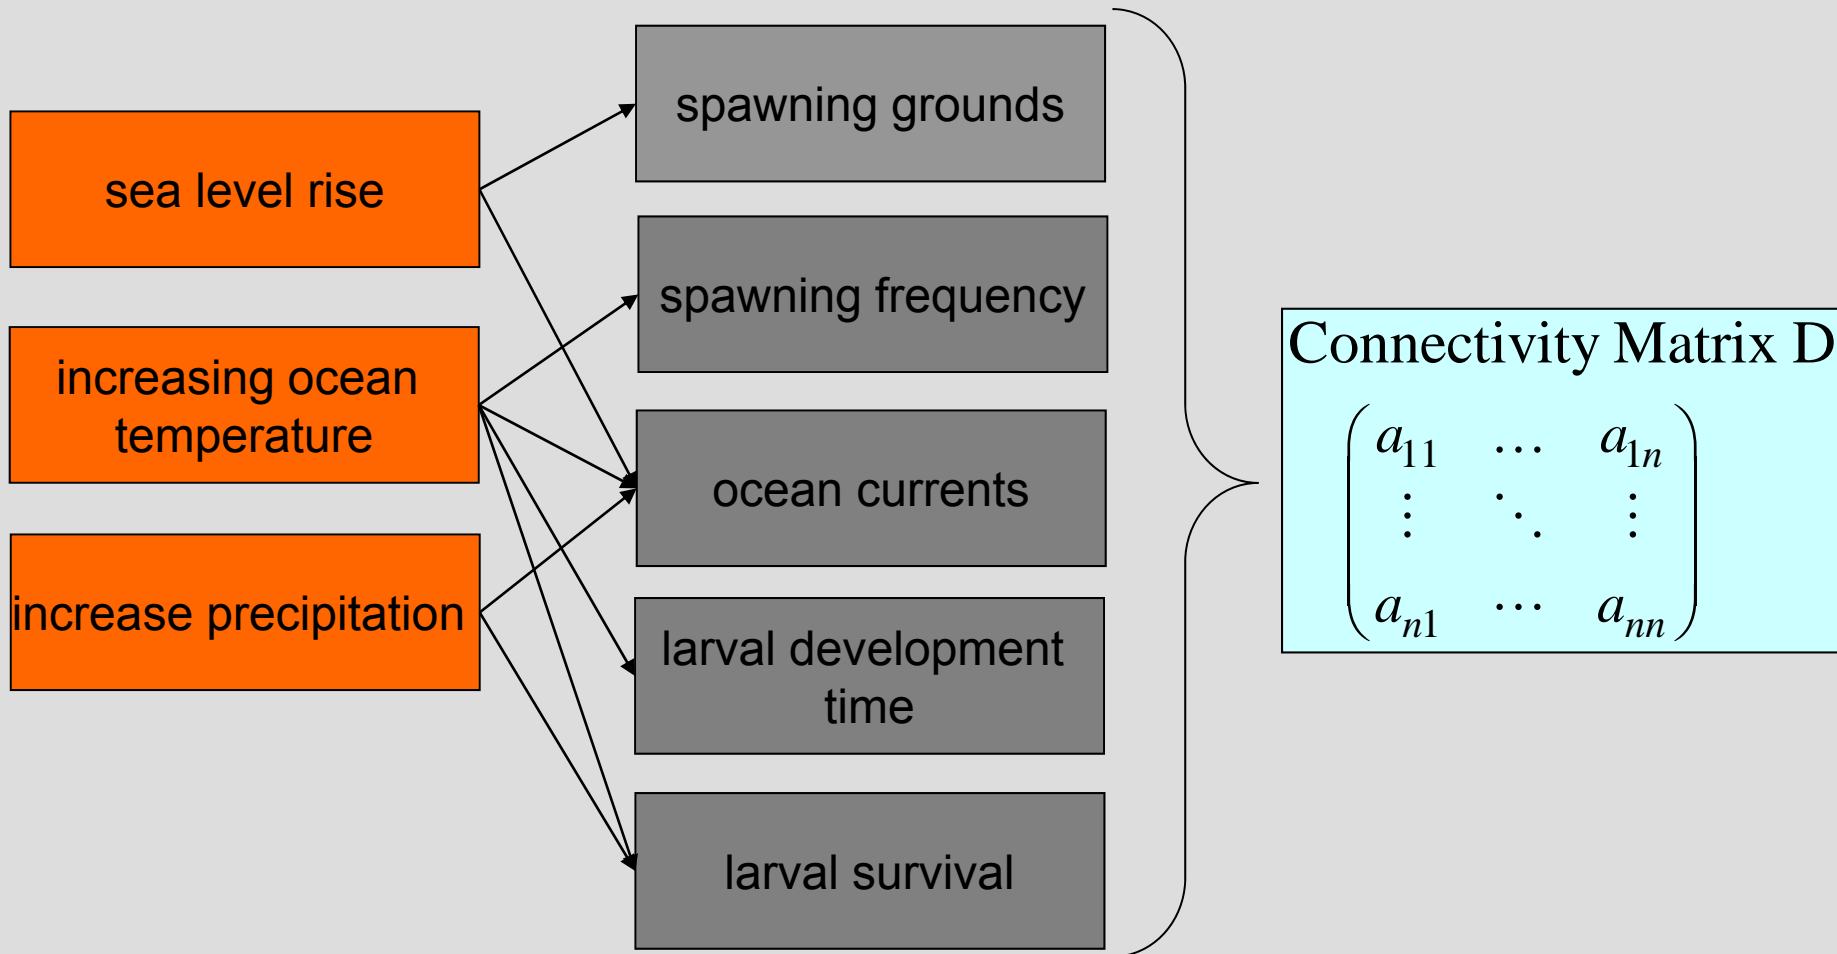 sea level rise
increasing ocean
temperature
increase precipitation
spawning grounds
spawning frequency
ocean currents
larval development
time
larval survival
Connectivity Matrix D
a11 … a1n
⋮ ⋱ ⋮
an1 … ann